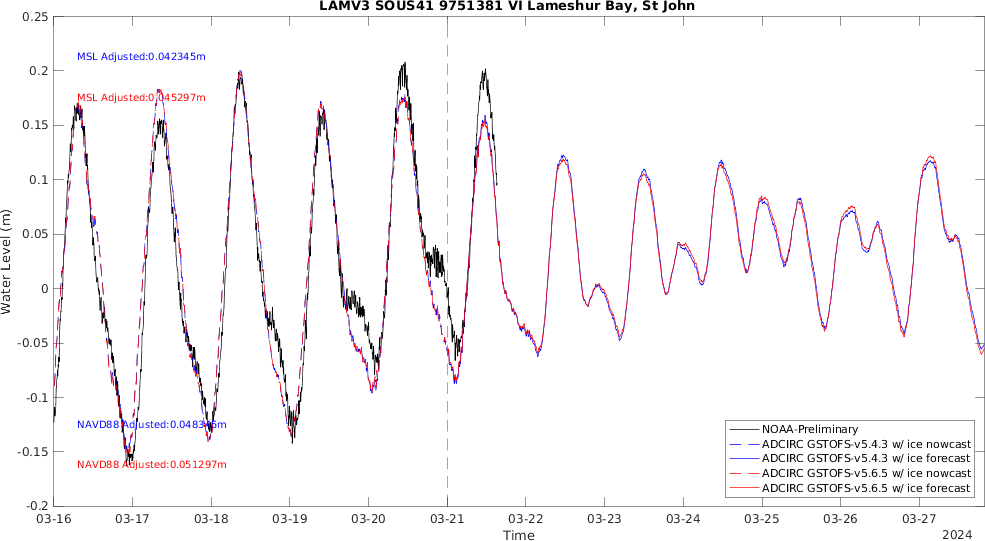 LAMV3 SOUS41 9751381 VI Lameshur Bay, St John
0.25
0.2
0.15
0.1
0.05
0
-0.05
-0.1
-0.15
-0.2
Water Level (m)
MSL Adjusted:0.042345m
MSL Adjusted:0.045297m
NAVD88 Adjusted:0.048345m
NAVD88 Adjusted:0.051297m
NOAA-Preliminary
ADCIRC GSTOFS-v5.4.3 w/ ice nowcast
ADCIRC GSTOFS-v5.4.3 w/ ice forecast
ADCIRC GSTOFS-v5.6.5 w/ ice nowcast
ADCIRC GSTOFS-v5.6.5 w/ ice forecast
03-16 03-17 03-18 03-19 03-20 03-21 03-22 03-23 03-24 03-25 03-26 03-27
Time
2024